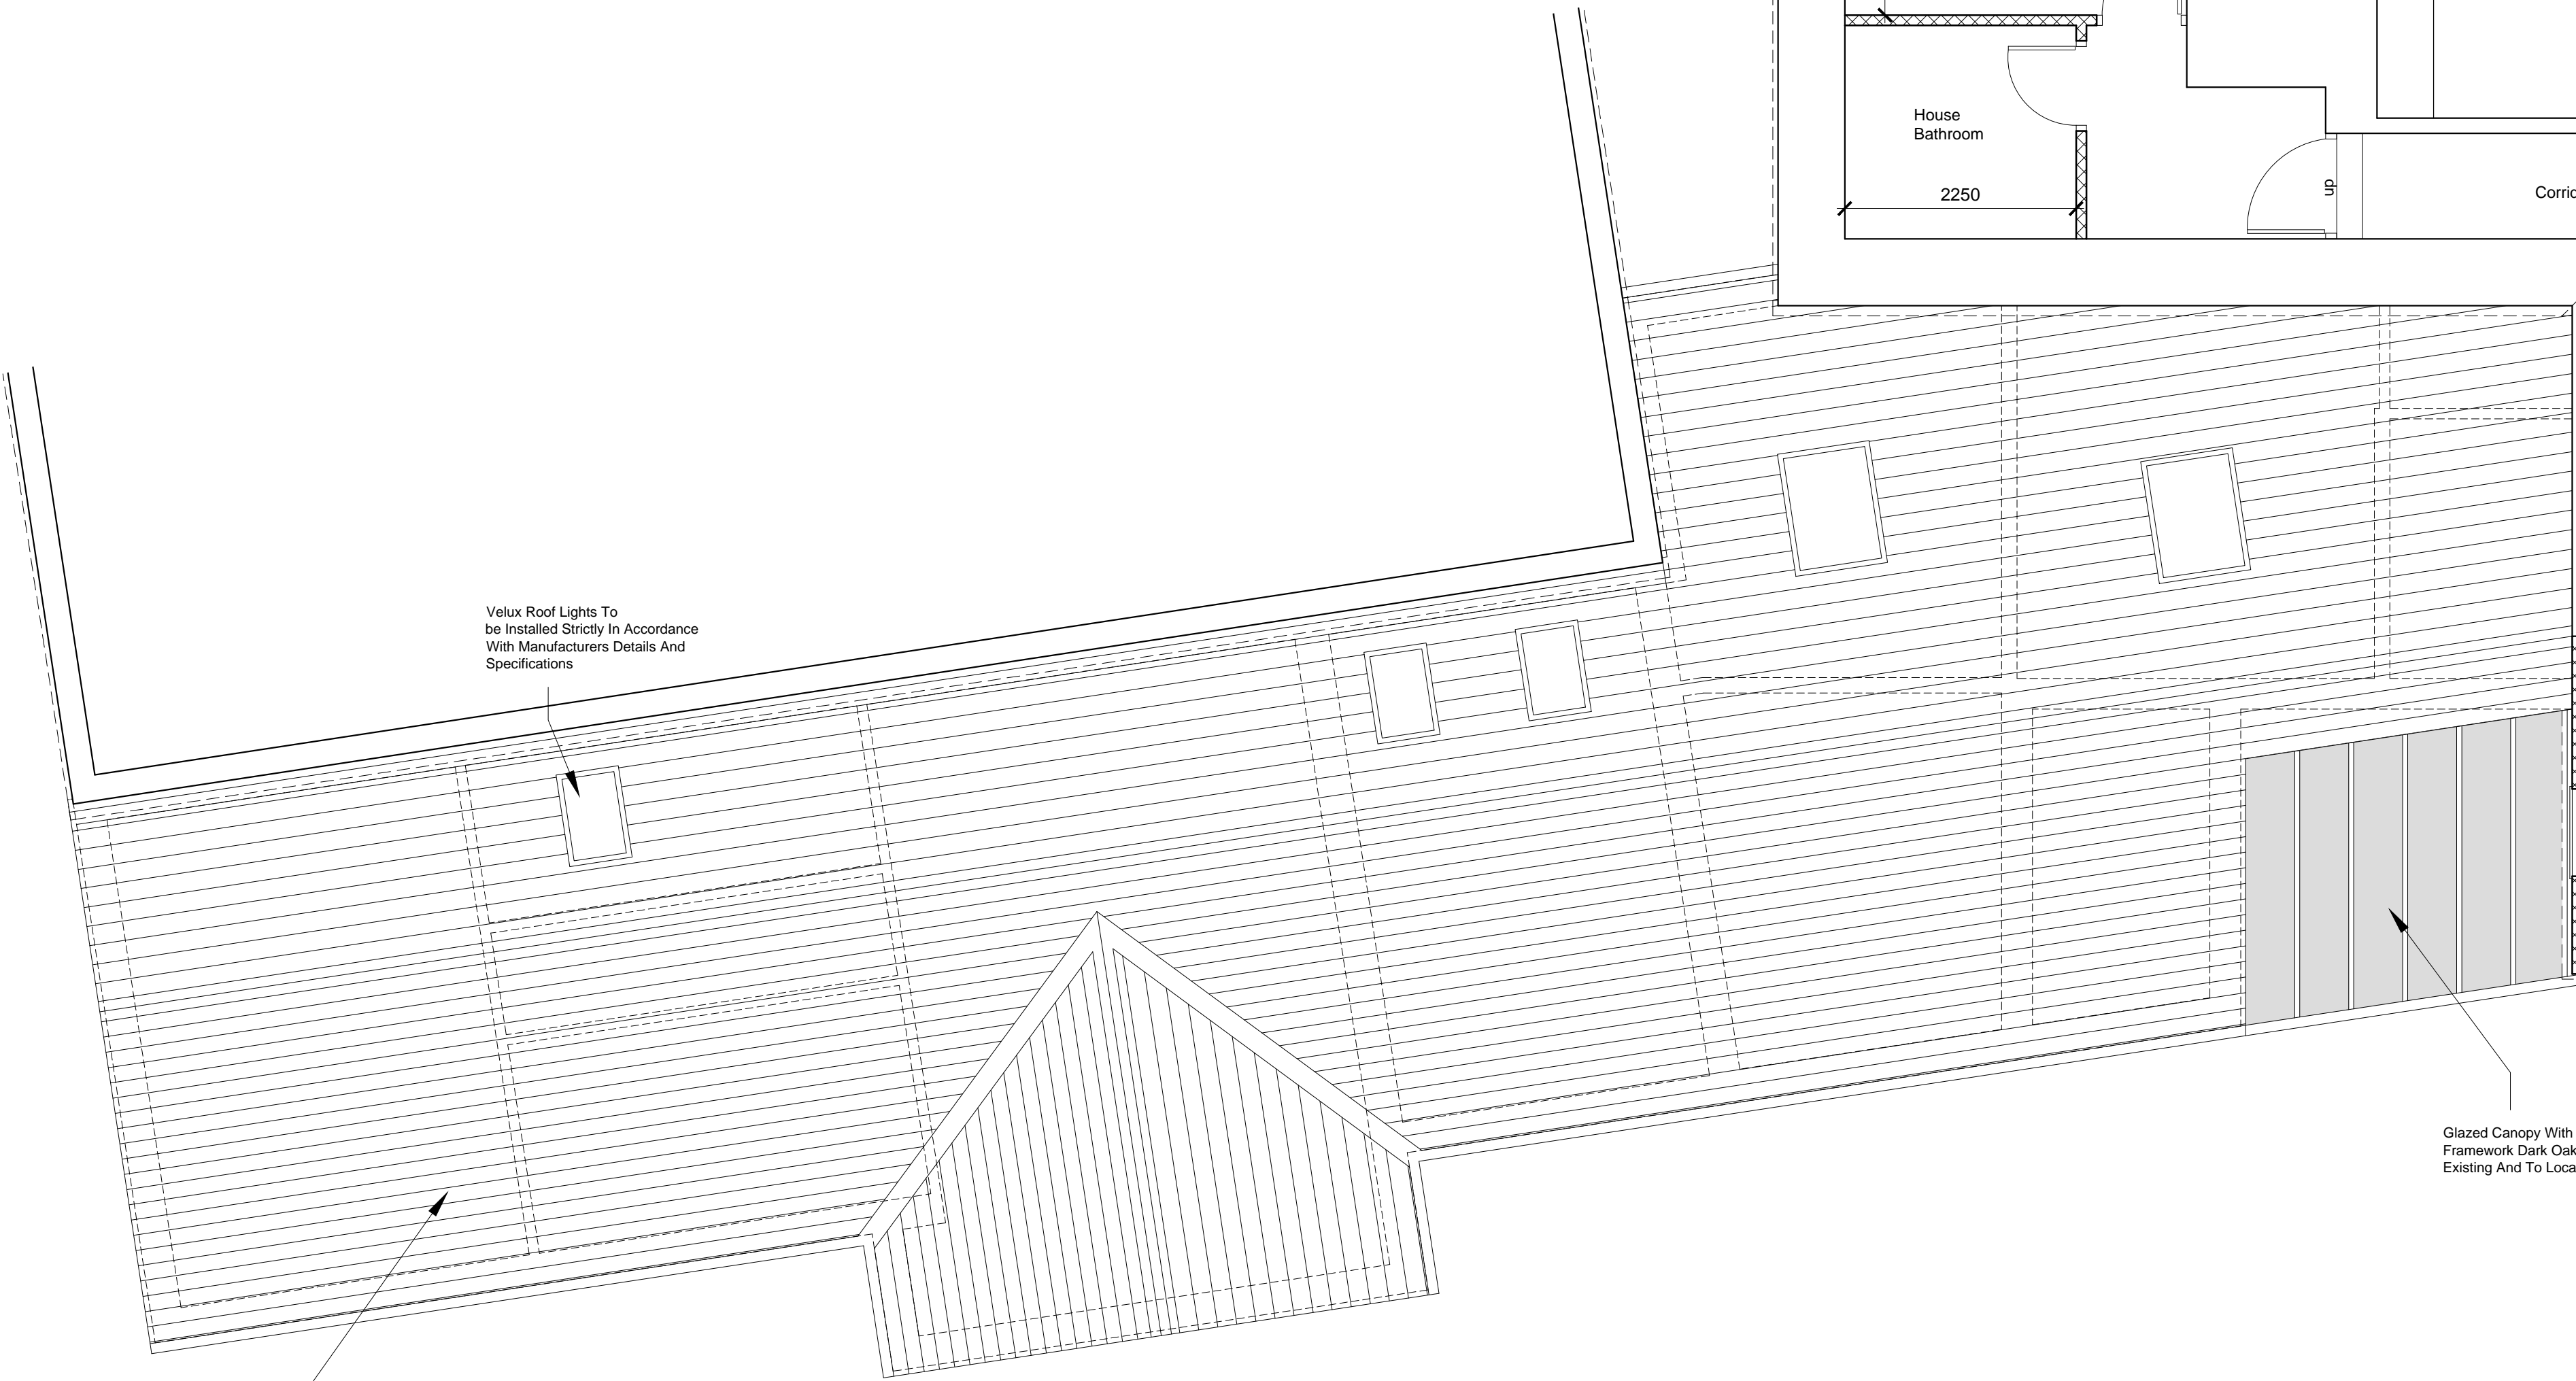 House
Bathroom
2250
dn
Corric
Velux Roof Lights To
be Installed Strictly In Accordance
With Manufacturers Details And
Specifications
Glazed Canopy With
Framework Dark Oak
Existing And To Loca